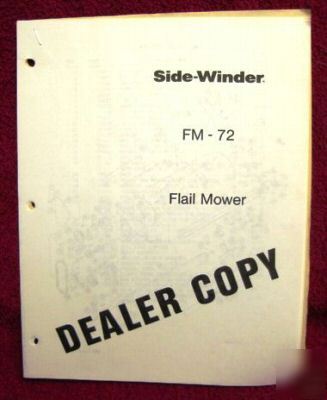 Side-Winder
FM - 72
Flail Mower
DEALER COPY